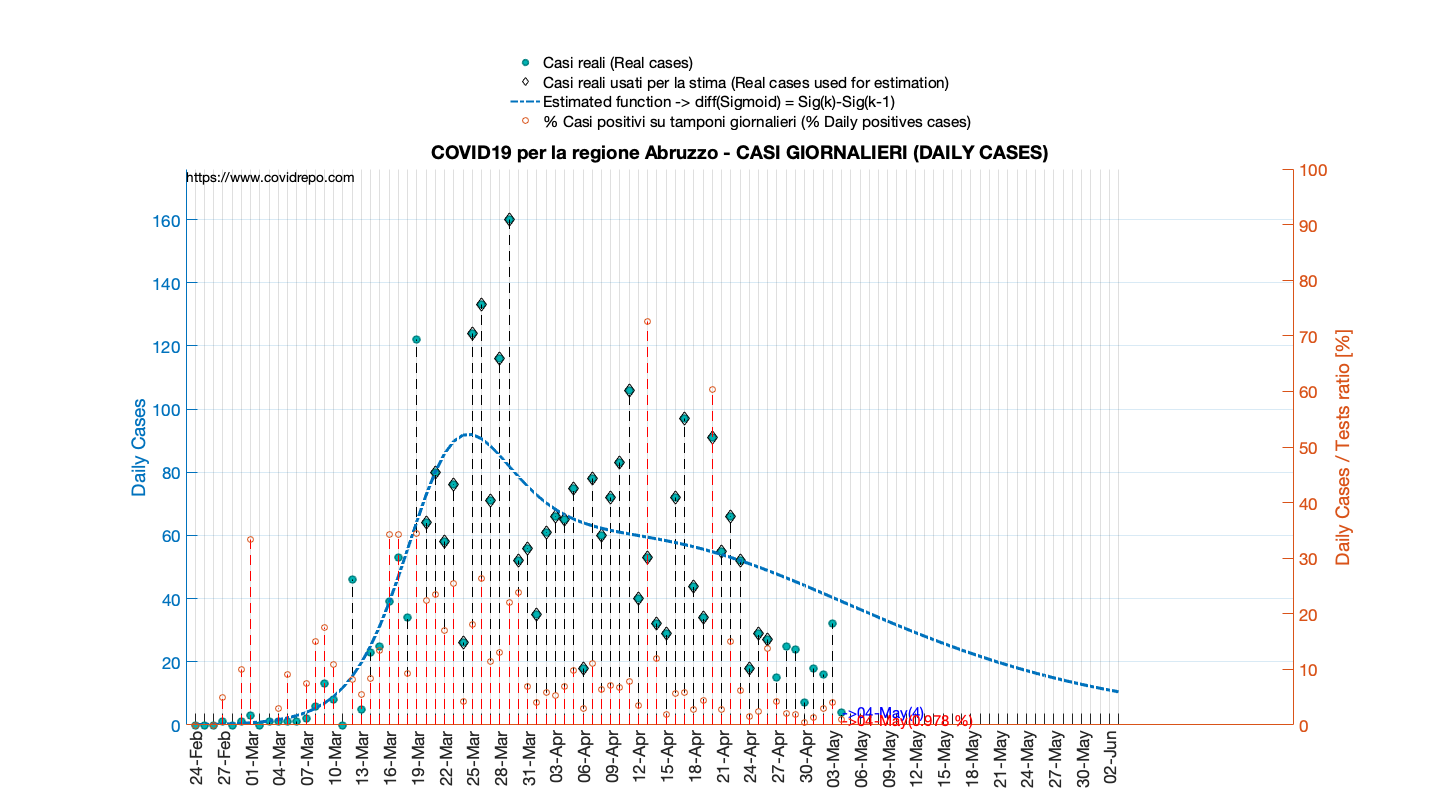 Casi reali (Real cases)
Casi reali usati per la stima (Real cases used for estimation)
Estimated function -> diff(Sigmoid) = Sig(k)-Sig(k-1)
% Casi positivi su tamponi giornalieri (% Daily positives cases)
COVID19 per la regione Abruzzo - CASI GIORNALIERI (DAILY CASES)
https://www.covidrepo.com
Daily Cases
160
140
120
100
80
60
40
20
0
100
90
80
70
60
50
40
30
20
10
0
Daily Cases / Tests ratio [%]
->04-May(4)
->04-May(0.978 %)
24-Feb
27-Feb
01-Mar
04-Mar
07-Mar
10-Mar
13-Mar
16-Mar
19-Mar
22-Mar
25-Mar
28-Mar
31-Mar
03-Apr
06-Apr
09-Apr
12-Apr
15-Apr
18-Apr
21-Apr
24-Apr
27-Apr
30-Apr
03-May
06-May
09-May
12-May
15-May
18-May
21-May
24-May
27-May
30-May
02-Jun